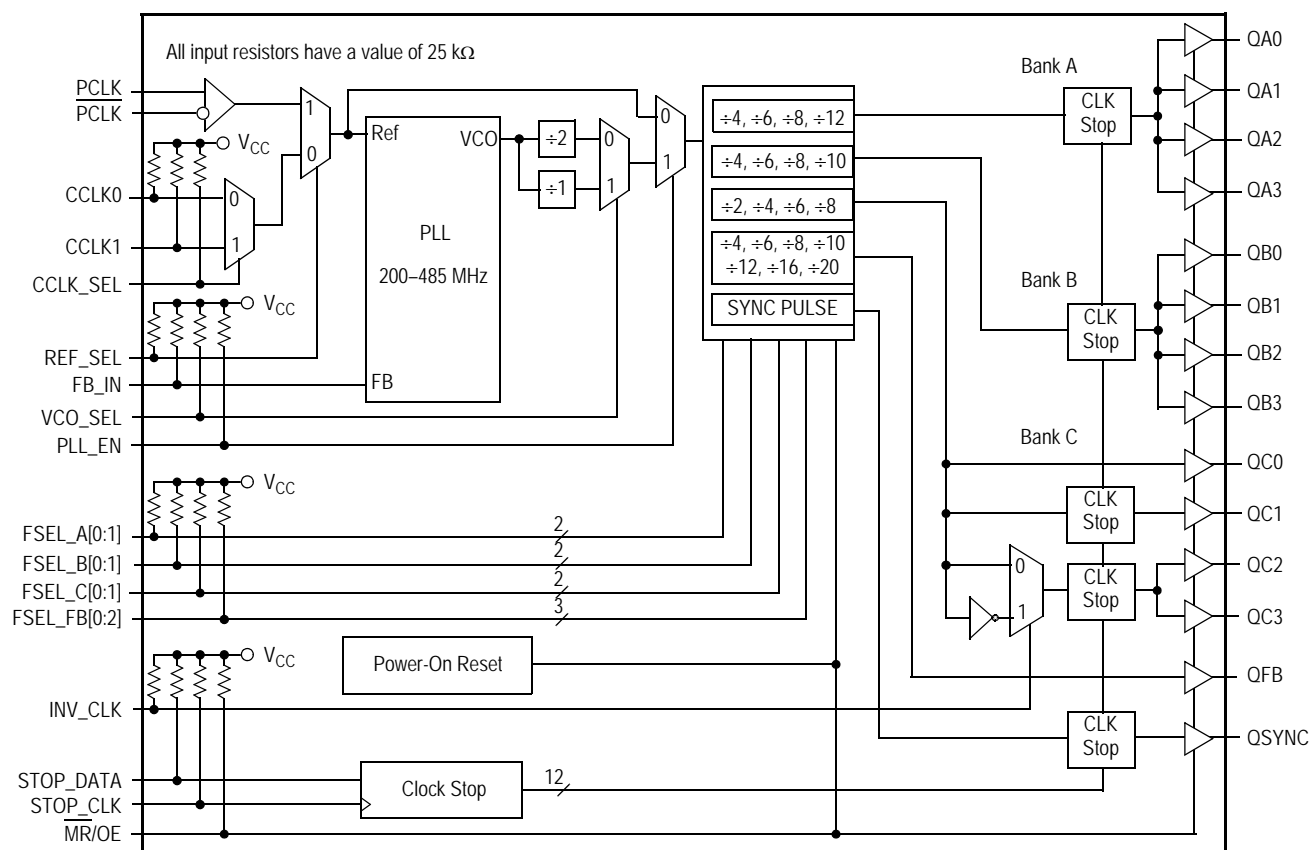 All input resistors have a value of 25 kΩ
PCLK
PCLK
VCC
CCLK0
CCLK1
CCLK_SEL
0
1
1
0
VCC
REF_SEL
FB_IN
VCO_SEL
PLL_EN
Ref
VCO
PLL
200–485 MHz
FB
÷2
÷1
0
1
0
1
÷4, ÷6, ÷8, ÷12
÷4, ÷6, ÷8, ÷10
÷2, ÷4, ÷6, ÷8
÷4, ÷6, ÷8, ÷10
÷12, ÷16, ÷20
SYNC PULSE
Bank A
CLK
Stop
QA0
QA1
QA2
QA3
Bank B
CLK
Stop
QB0
QB1
QB2
QB3
Bank C
QC0
CLK
Stop
QC1
0
1
CLK
Stop
QC2
QC3
QFB
CLK
Stop
QSYNC
VCC
FSEL_A[0:1]
2
FSEL_B[0:1]
2
FSEL_C[0:1]
2
FSEL_FB[0:2]
3
VCC
Power-On Reset
INV_CLK
STOP_DATA
STOP_CLK
Clock Stop
12
MR/OE